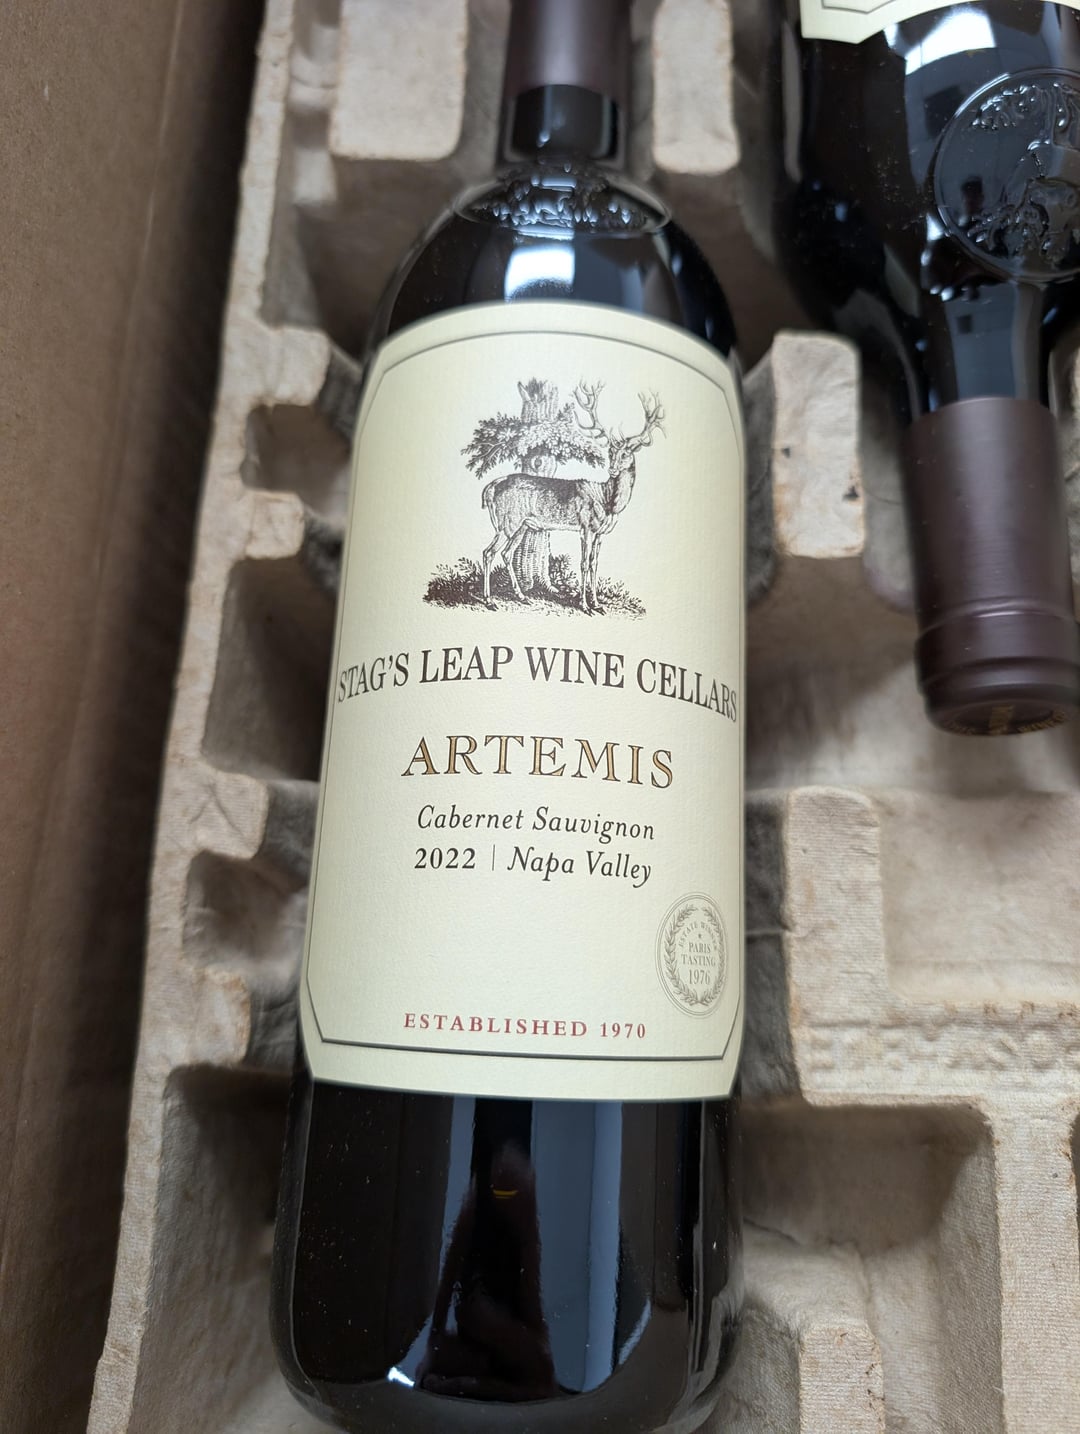 STAG'S LEAP WINE CELLARS
ARTEMIS
Cabernet Sauvignon
2022 | Napa Valley
PARIS
TASTING
1976
ESTABLISHED 1970